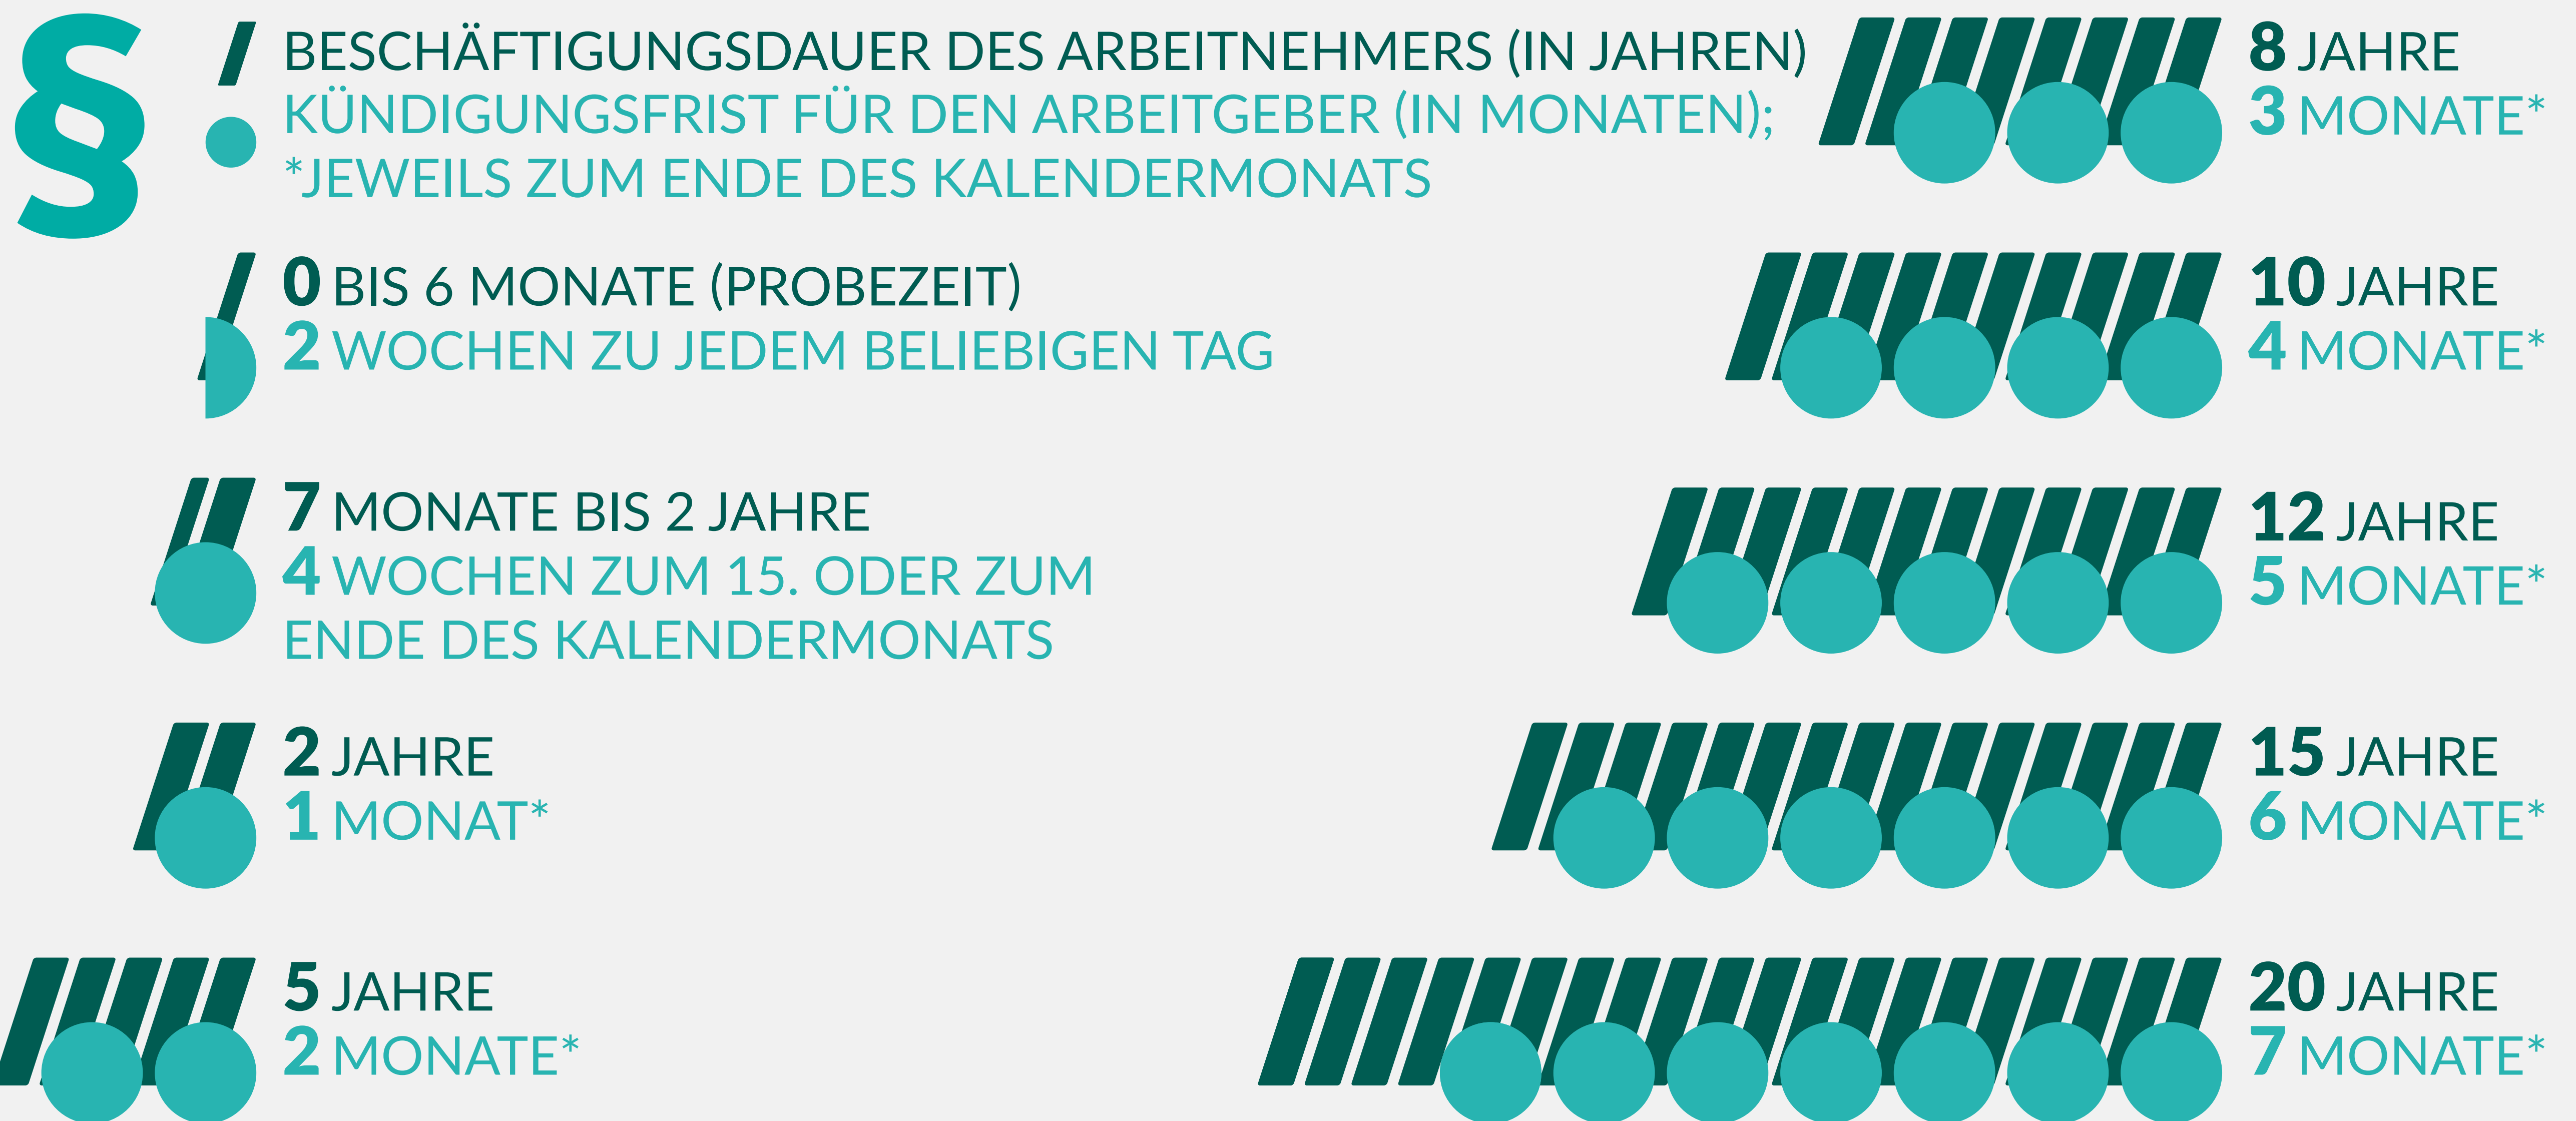 §
BESCHÄFTIGUNGSDAUER DES ARBEITNEHMERS (IN JAHREN)
KÜNDIGUNGSFRIST FÜR DEN ARBEITGEBER (IN MONATEN);
*JEWEILS ZUM ENDE DES KALENDERMONATS
0 BIS 6 MONATE (PROBEZEIT)
2 WOCHEN ZU JEDEM BELIEBIGEN TAG
7 MONATE BIS 2 JAHRE
4 WOCHEN ZUM 15. ODER ZUM
ENDE DES KALENDERMONATS
2 JAHRE
1 MONAT*
5 JAHRE
2 MONATE*
8 JAHRE
3 MONATE*
10 JAHRE
4 MONATE*
12 JAHRE
5 MONATE*
15 JAHRE
6 MONATE*
20 JAHRE
7 MONATE*